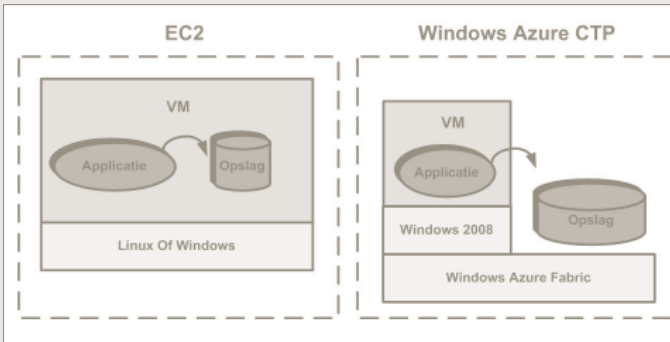 EC2
VM
Applicatie
Opslag
Linux Of Windows
Windows Azure CTP
VM
Applicatie
Opslag
Windows 2008
Windows Azure Fabric